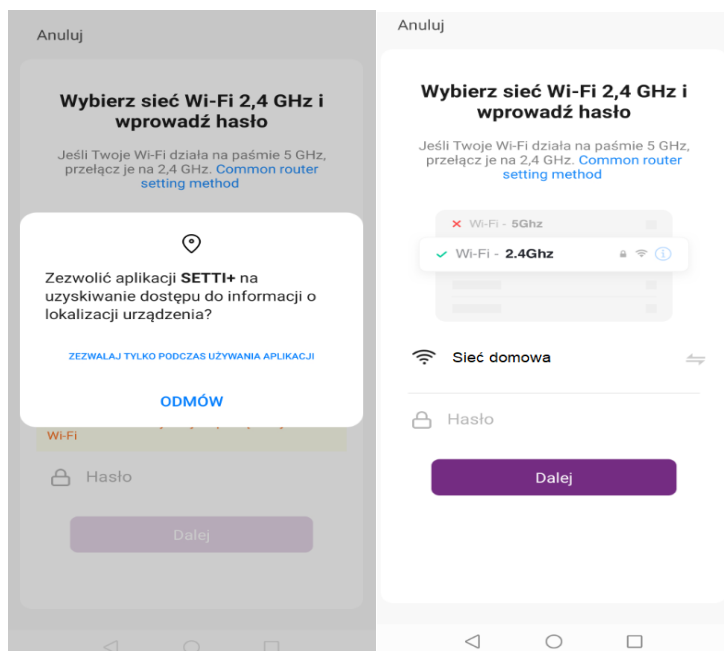 Anuluj
Wybierz sieć Wi-Fi 2,4 GHz i
wprowadź hasło
Jeśli Twoje Wi-Fi działa na paśmie 5 GHz,
przełącz je na 2,4 GHz. Common router
setting method
Zezwolić aplikacji SETTI+ na
uzyskiwanie dostępu do informacji o
lokalizacji urządzenia?
ZEZWALAJ TYLKO PODCZAS UŻYWANIA APLIKACJI
ODMÓW
Wi-Fi
Hasło
Dalej
Anuluj
Wybierz sieć Wi-Fi 2,4 GHz i
wprowadź hasło
Jeśli Twoje Wi-Fi działa na paśmie 5 GHz,
przełącz je na 2,4 GHz. Common router
setting method
Wi-Fi - 5Ghz
Wi-Fi - 2.4Ghz
Sieć domowa
Hasło
Dalej